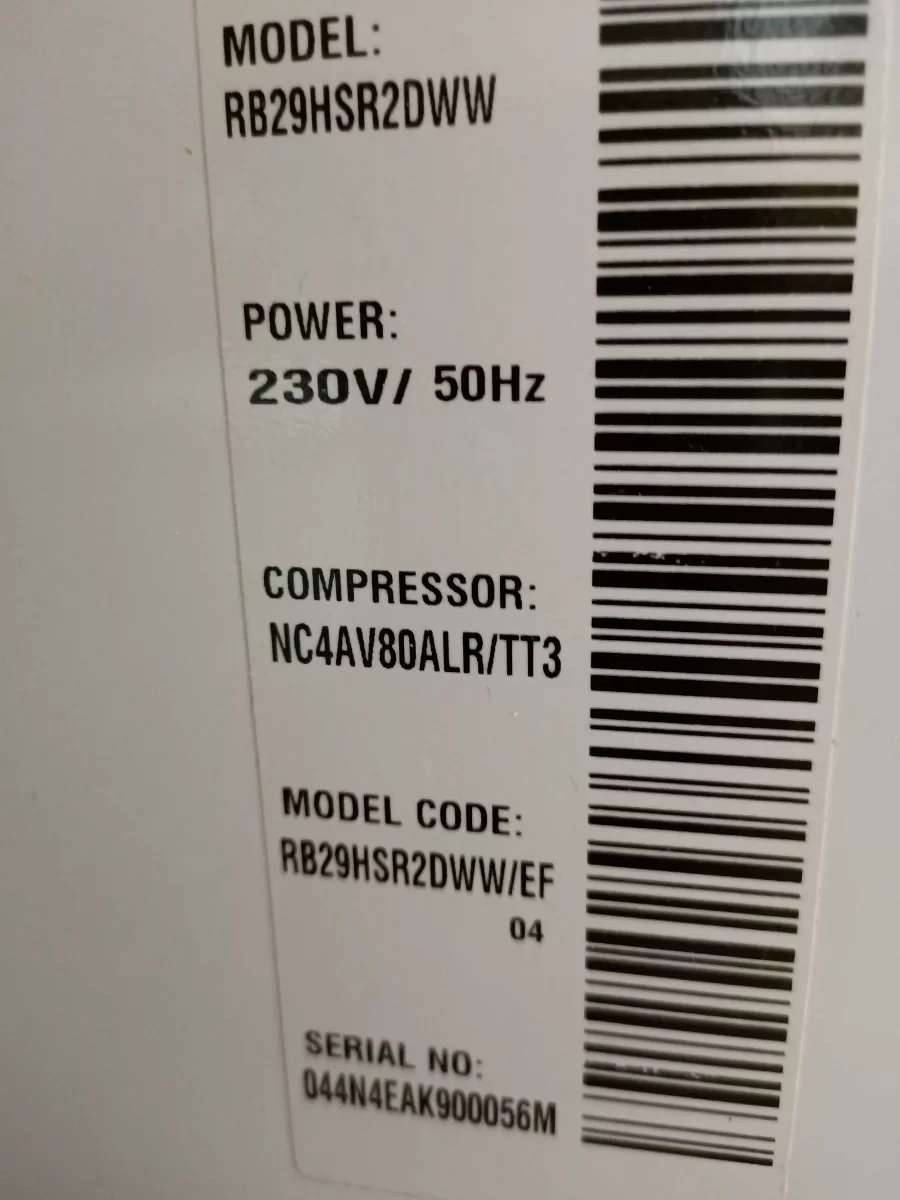 MODEL:
RB29HSR2DWW
POWER:
230V/ 50Hz
COMPRESSOR:
NC4AV80ALR/TT3
MODEL CODE:
RB29HSR2DWW/EF
04
SERIAL NO:
044N4EAK900056M